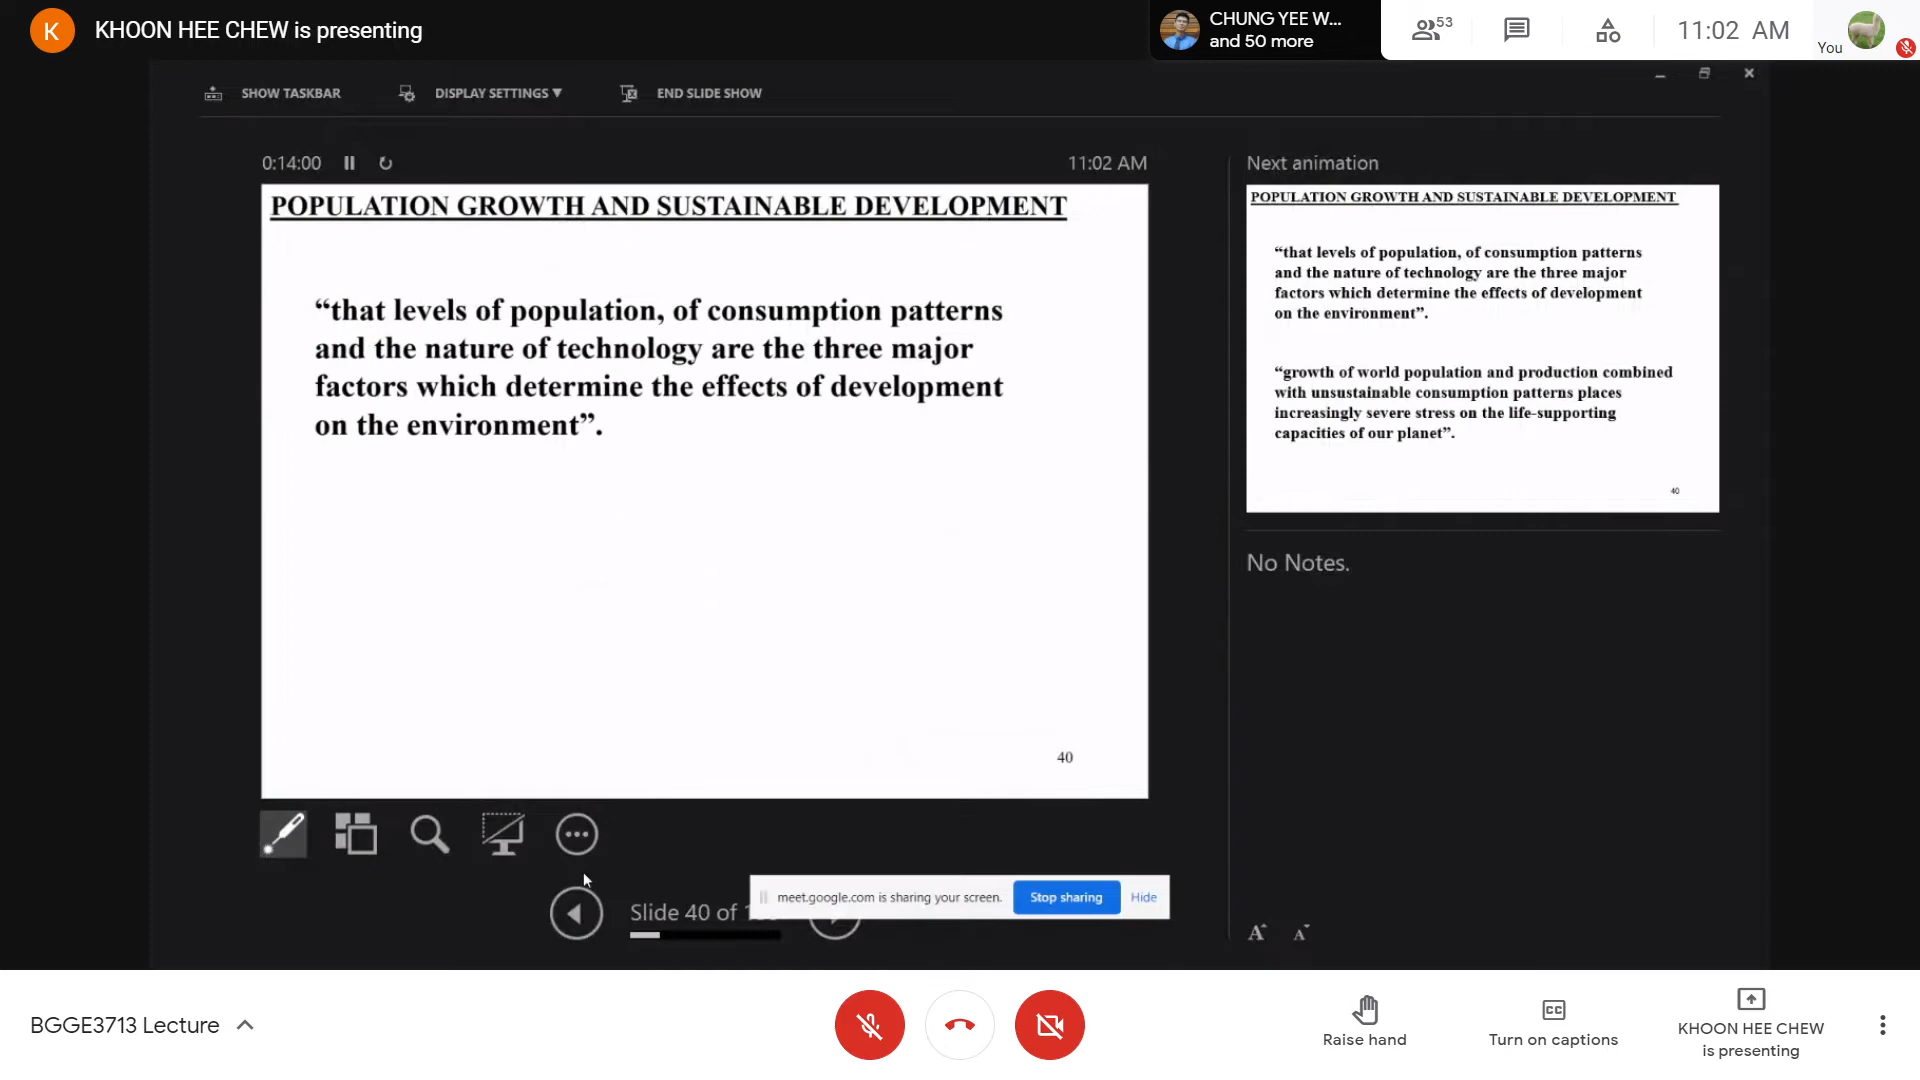 K
KHOON HEE CHEW is presenting
CHUNG YEE W...
and 50 more
53
11:02 AM
You
SHOW TASKBAR
DISPLAY SETTINGS ▼
END SLIDE SHOW
0:14:00
11:02 AM
POPULATION GROWTH AND SUSTAINABLE DEVELOPMENT
“that levels of population, of consumption patterns
and the nature of technology are the three major
factors which determine the effects of development
on the environment”.
40
Next animation
POPULATION GROWTH AND SUSTAINABLE DEVELOPMENT
“that levels of population, of consumption patterns
and the nature of technology are the three major
factors which determine the effects of development
on the environment”.
“growth of world population and production combined
with unsustainable consumption patterns places
increasingly severe stress on the life-supporting
capacities of our planet”.
40
No Notes.
meet.google.com is sharing your screen.
Stop sharing
Hide
Slide 40 of
A A
BGGE3713 Lecture
Raise hand
CC
Turn on captions
KHOON HEE CHEW
is presenting